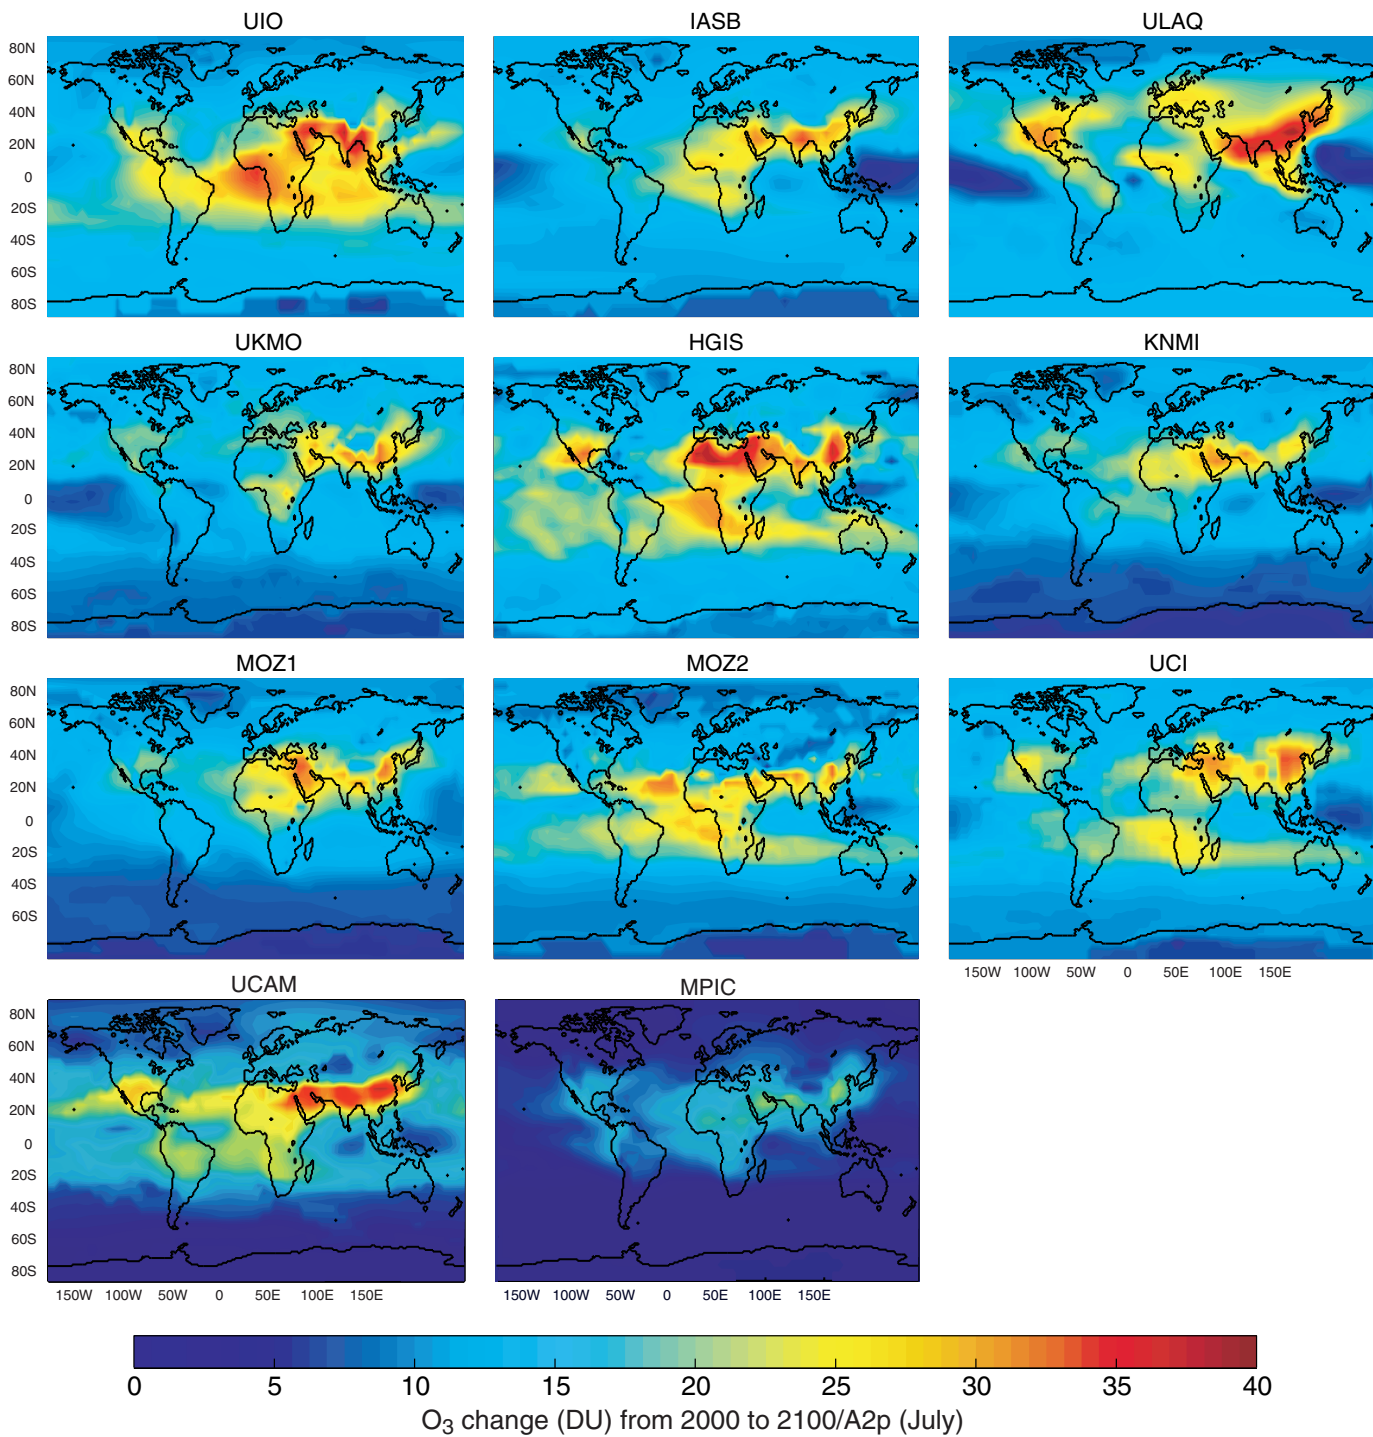 UIO IASB ULAQ
80N
60N
40N
20N
0
20S
40S
60S
80S
UKMO HGIS KNMI
80N
60N
40N
20N
0
20S
40S
60S
80S
MOZ1 MOZ2 UCI
80N
60N
40N
20N
0
20S
40S
60S
150W 100W 50W 0 50E 100E 150E
UCAM MPIC
80N
60N
40N
20N
0
20S
40S
60S
80S
150W 100W 50W 0 50E 100E 150E 150W 100W 50W 0 50E 100E 150E
0 5 10 15 20 25 30 35 40
O3 change (DU) from 2000 to 2100/A2p (July)